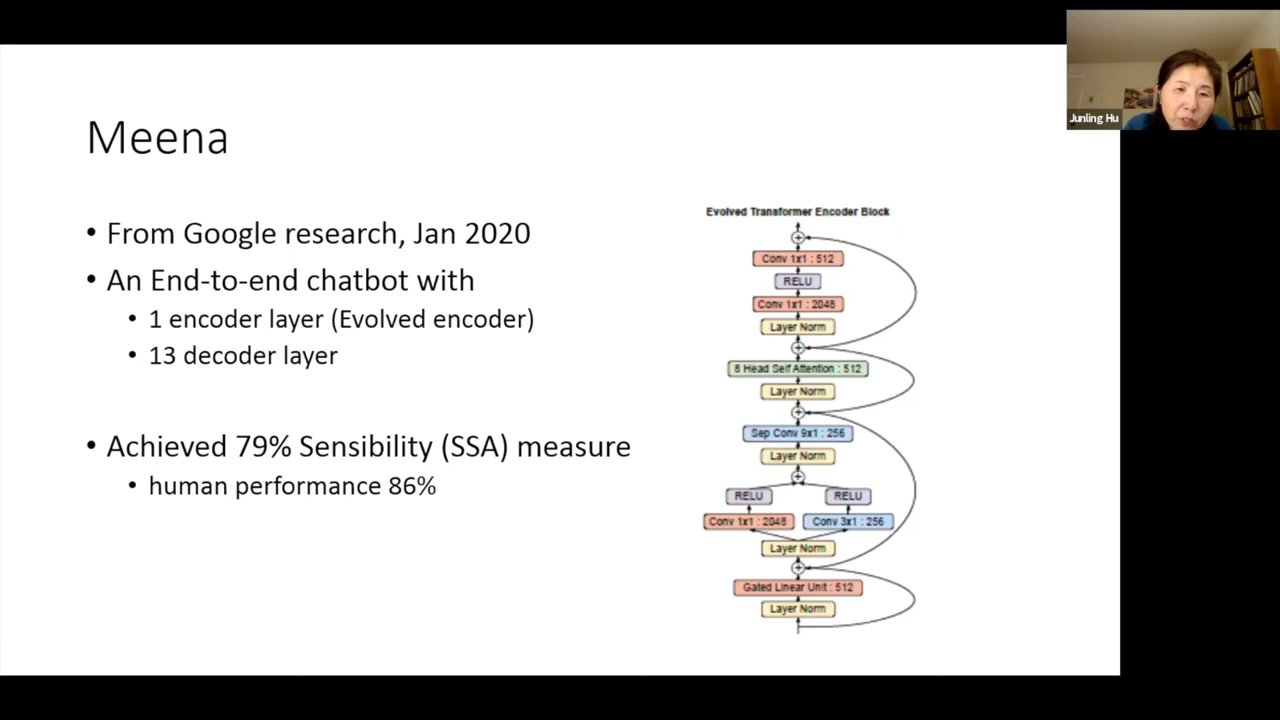 Junling Hu
Meena
• From Google research, Jan 2020
• An End-to-end chatbot with
• 1 encoder layer (Evolved encoder)
• 13 decoder layer
• Achieved 79% Sensibility (SSA) measure
• human performance 86%
Evolved Transformer Encoder Block
Conv 1x1 : 512
RELU
Conv 1x1 : 2048
Layer Norm
8 Head Self Attention : 512
Layer Norm
Sep Conv 9x1 : 256
Layer Norm
RELU RELU
Conv 1x1 : 2048 Conv 3x1 : 256
Layer Norm
Gated Linear Unit : 512
Layer Norm